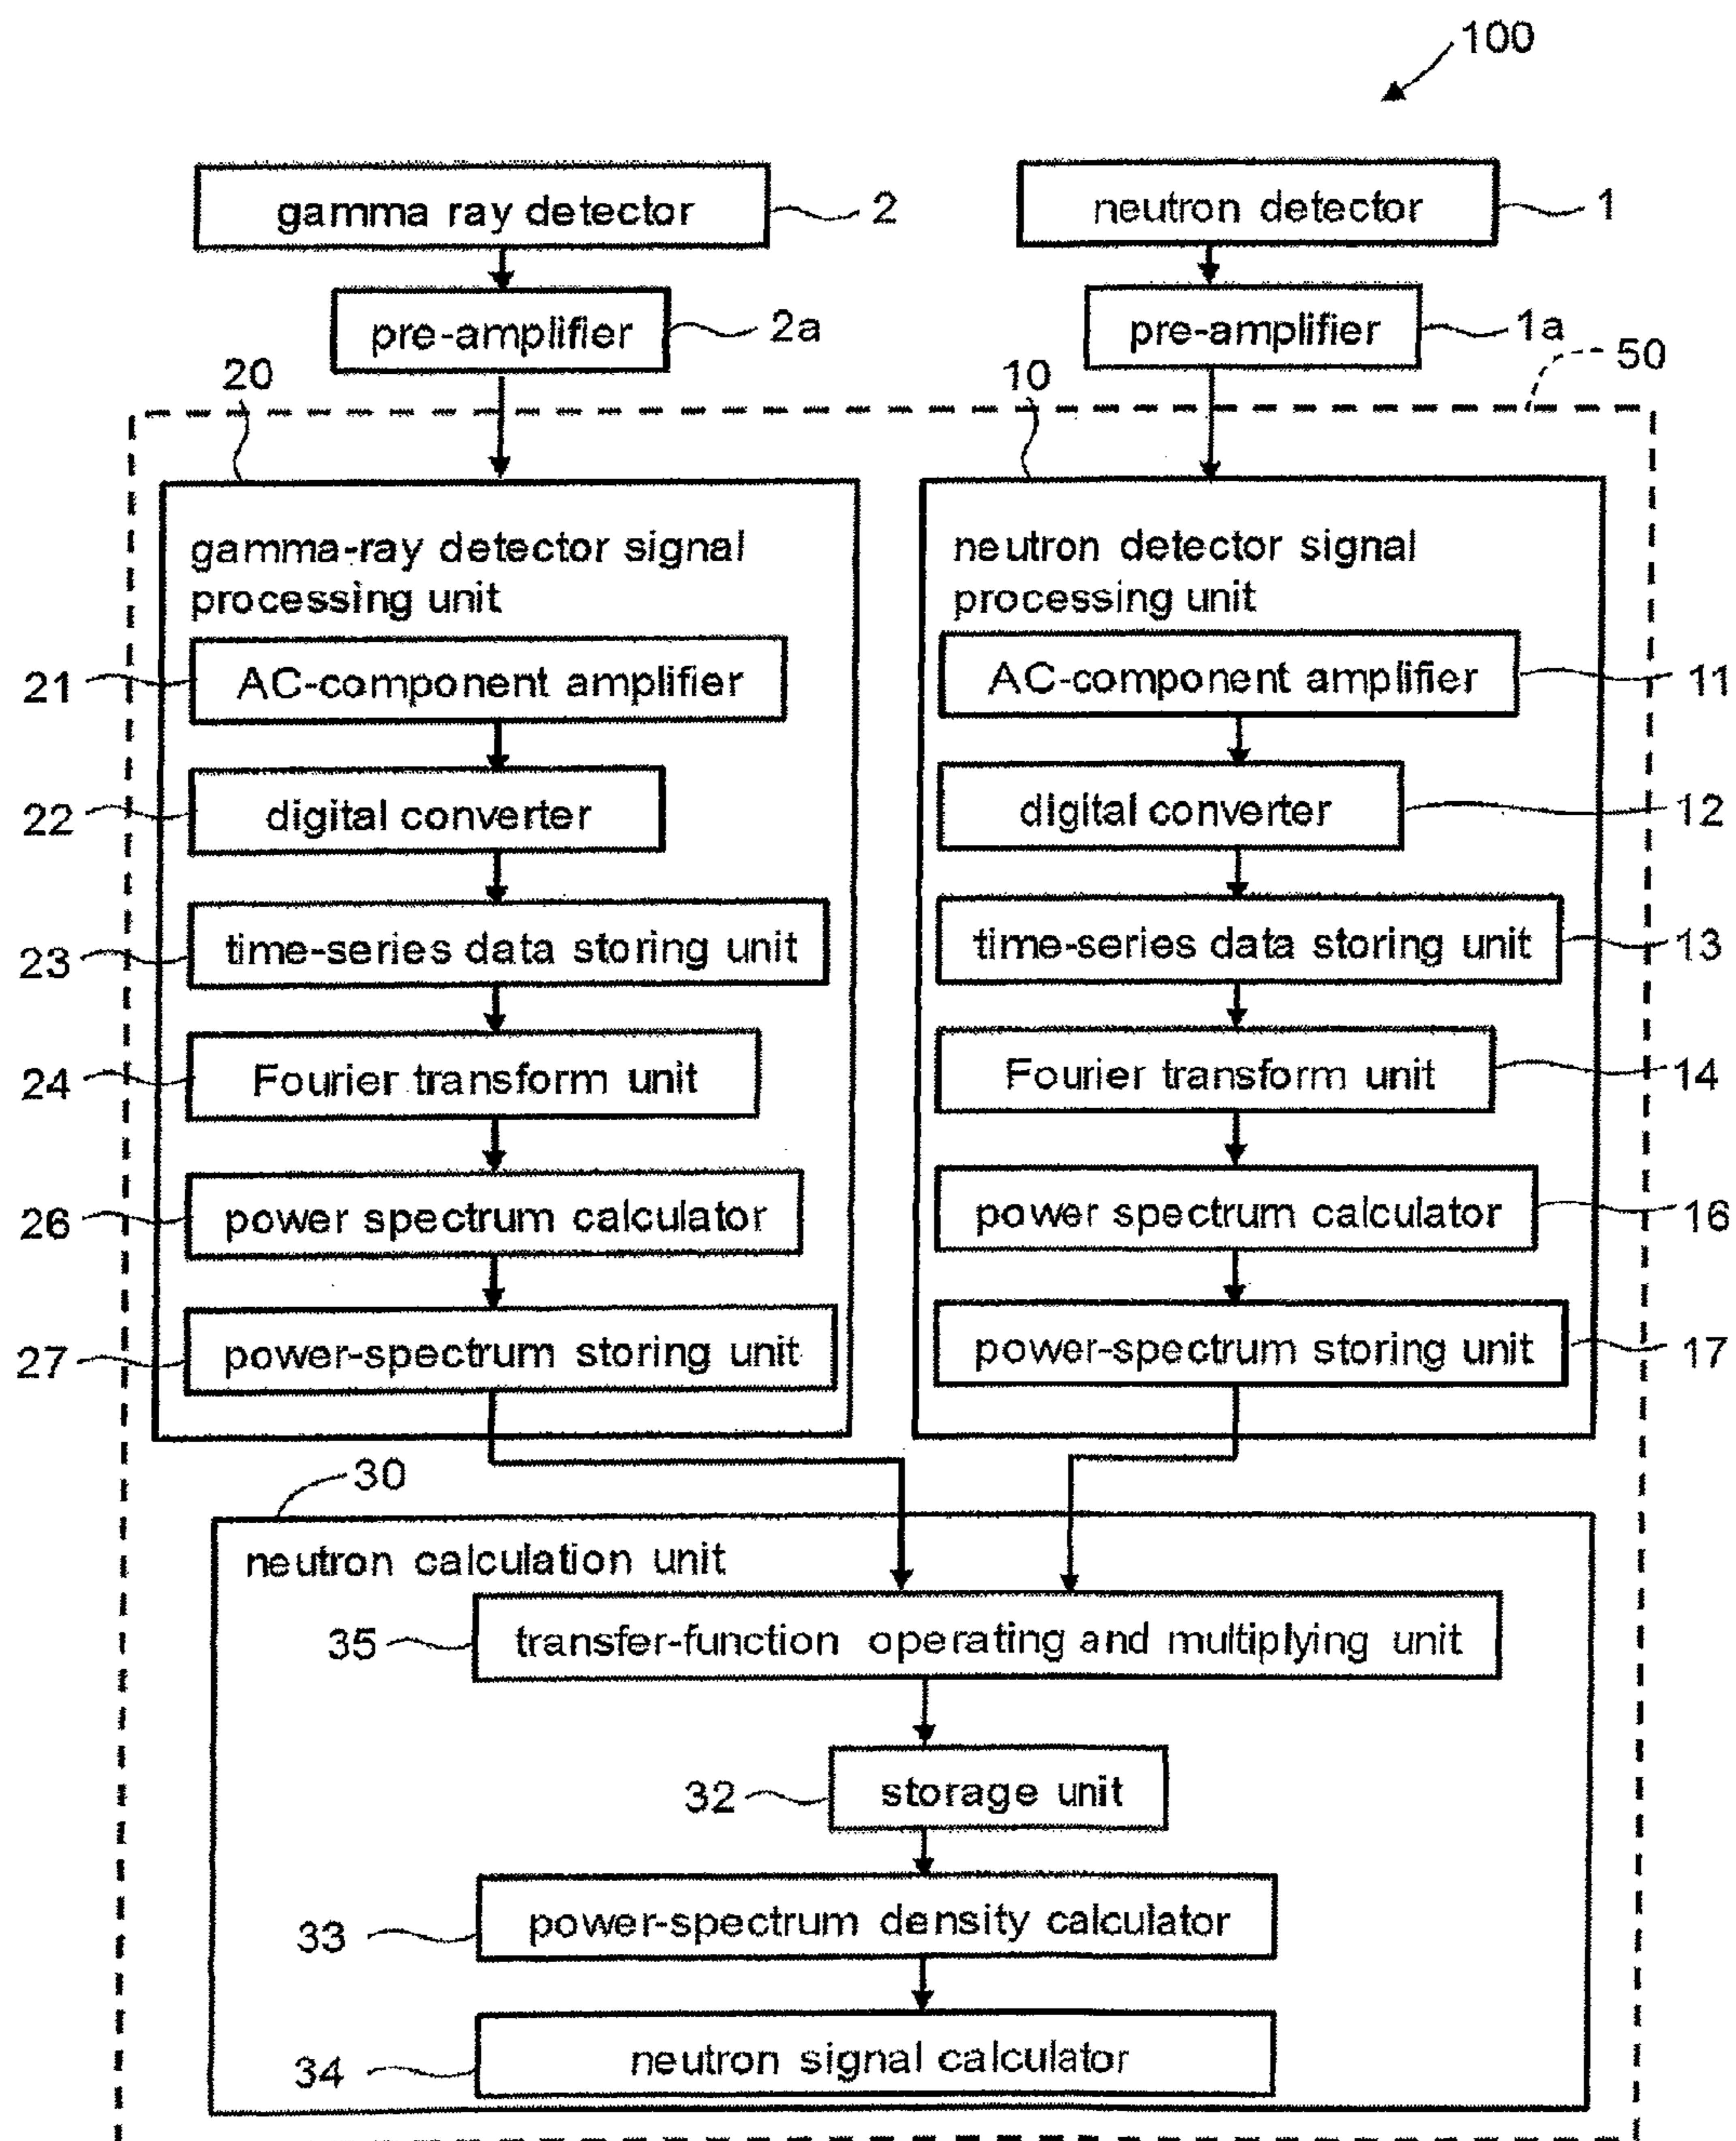 100
gamma ray detector
2
neutron detector
1
pre-amplifier
2a
pre-amplifier
1a
50
20
10
gamma-ray detector signal
processing unit
21
AC-component amplifier
22
digital converter
23
time-series data storing unit
24
Fourier transform unit
26
power spectrum calculator
27
power-spectrum storing unit
neutron detector signal
processing unit
AC-component amplifier
11
digital converter
12
time-series data storing unit
13
Fourier transform unit
14
power spectrum calculator
16
power-spectrum storing unit
17
30
neutron calculation unit
35
transfer-function operating and multiplying unit
32
storage unit
33
power-spectrum density calculator
34
neutron signal calculator